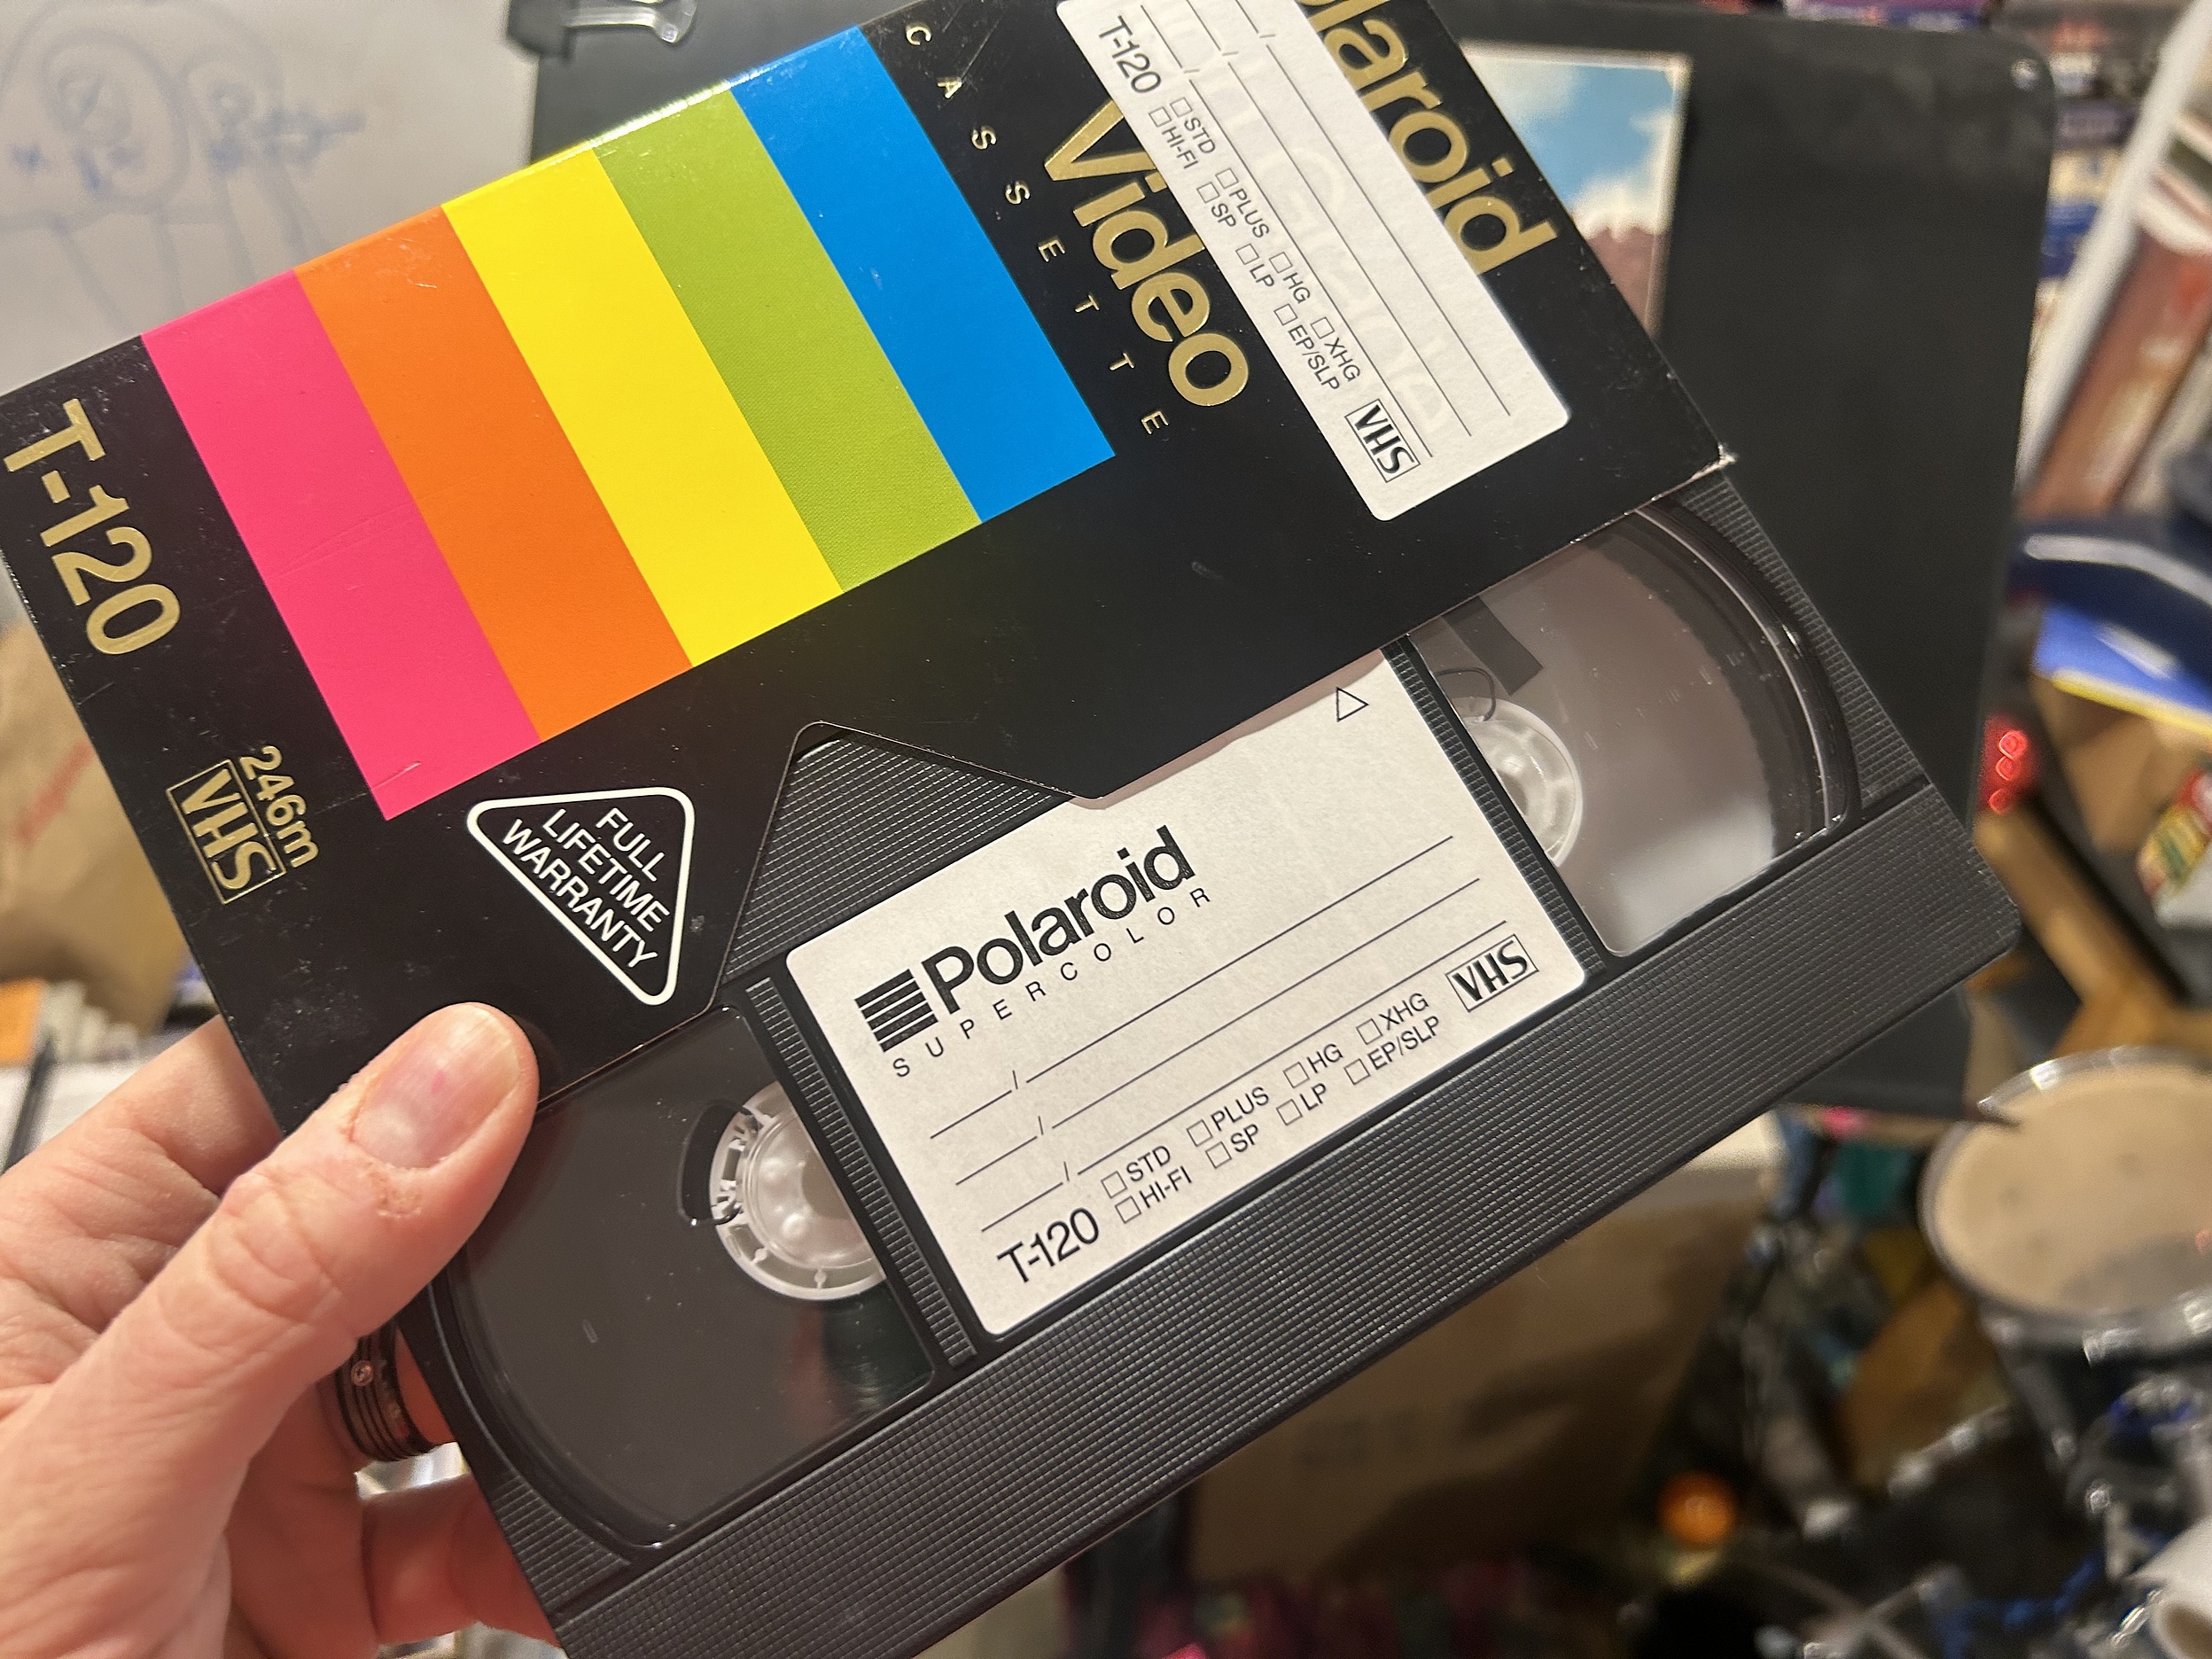 Polaroid
Video
CASSETTE
T-120
☐STD ☐PLUS ☐HG ☐XHG
☐HI-FI ☐SP ☐LP ☐EP/SLP
VHS
T-120
246m
VHS
FULL
LIFETIME
WARRANTY
Polaroid
SUPERCOLOR
/
/
/
T-120
☐STD ☐PLUS ☐HG ☐XHG
☐HI-FI ☐SP ☐LP ☐EP/SLP
VHS